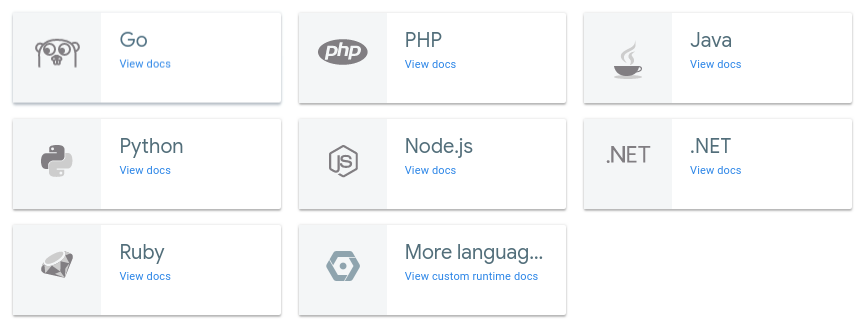 Go
View docs
php
PHP
View docs
Java
View docs
Python
View docs
JS
Node.js
View docs
.NET
.NET
View docs
Ruby
View docs
More languag...
View custom runtime docs